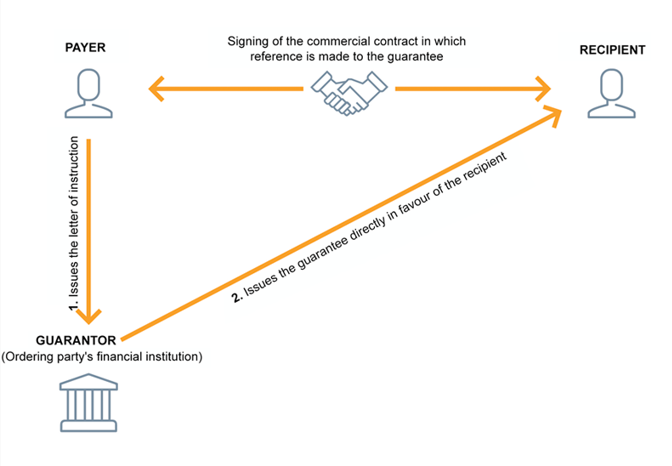 PAYER
Signing of the commercial contract in which
reference is made to the guarantee
RECIPIENT
1. Issues the letter of instruction
2. Issues the guarantee directly in favour of the recipient
GUARANTOR
(Ordering party's financial institution)